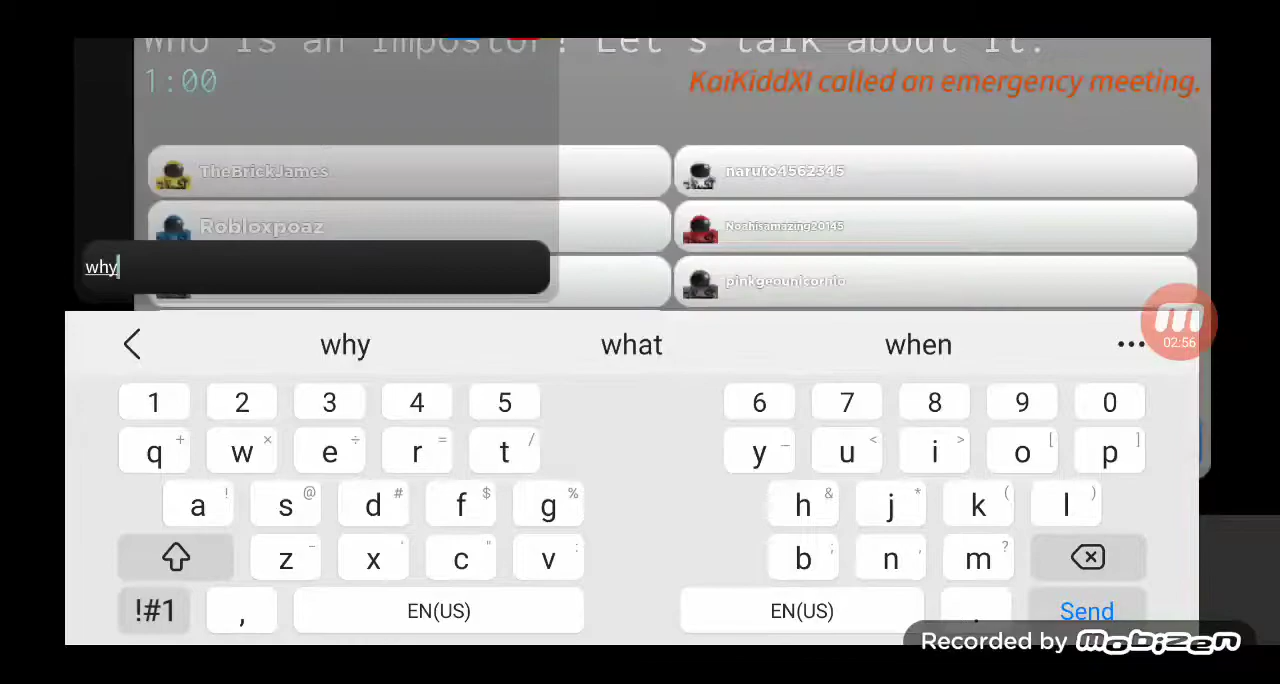 Who is an impostor? Let's talk about it.
1:00
KaiKiddXI called an emergency meeting.
TheBrickJames
naruto4562345
Robloxpoaz
Noahisamazing20145
why
pinkgeounicornio
why what when •••
02:56
1 2 3 4 5 6 7 8 9 0
q + w × e ÷ r = t / y _ u < i > o [ p ]
a ! s @ d # f $ g % h & j * k ( l )
z - x ' c " v : b ; n , m ?
!#1 , EN(US) EN(US) . Send
Recorded by mobizen